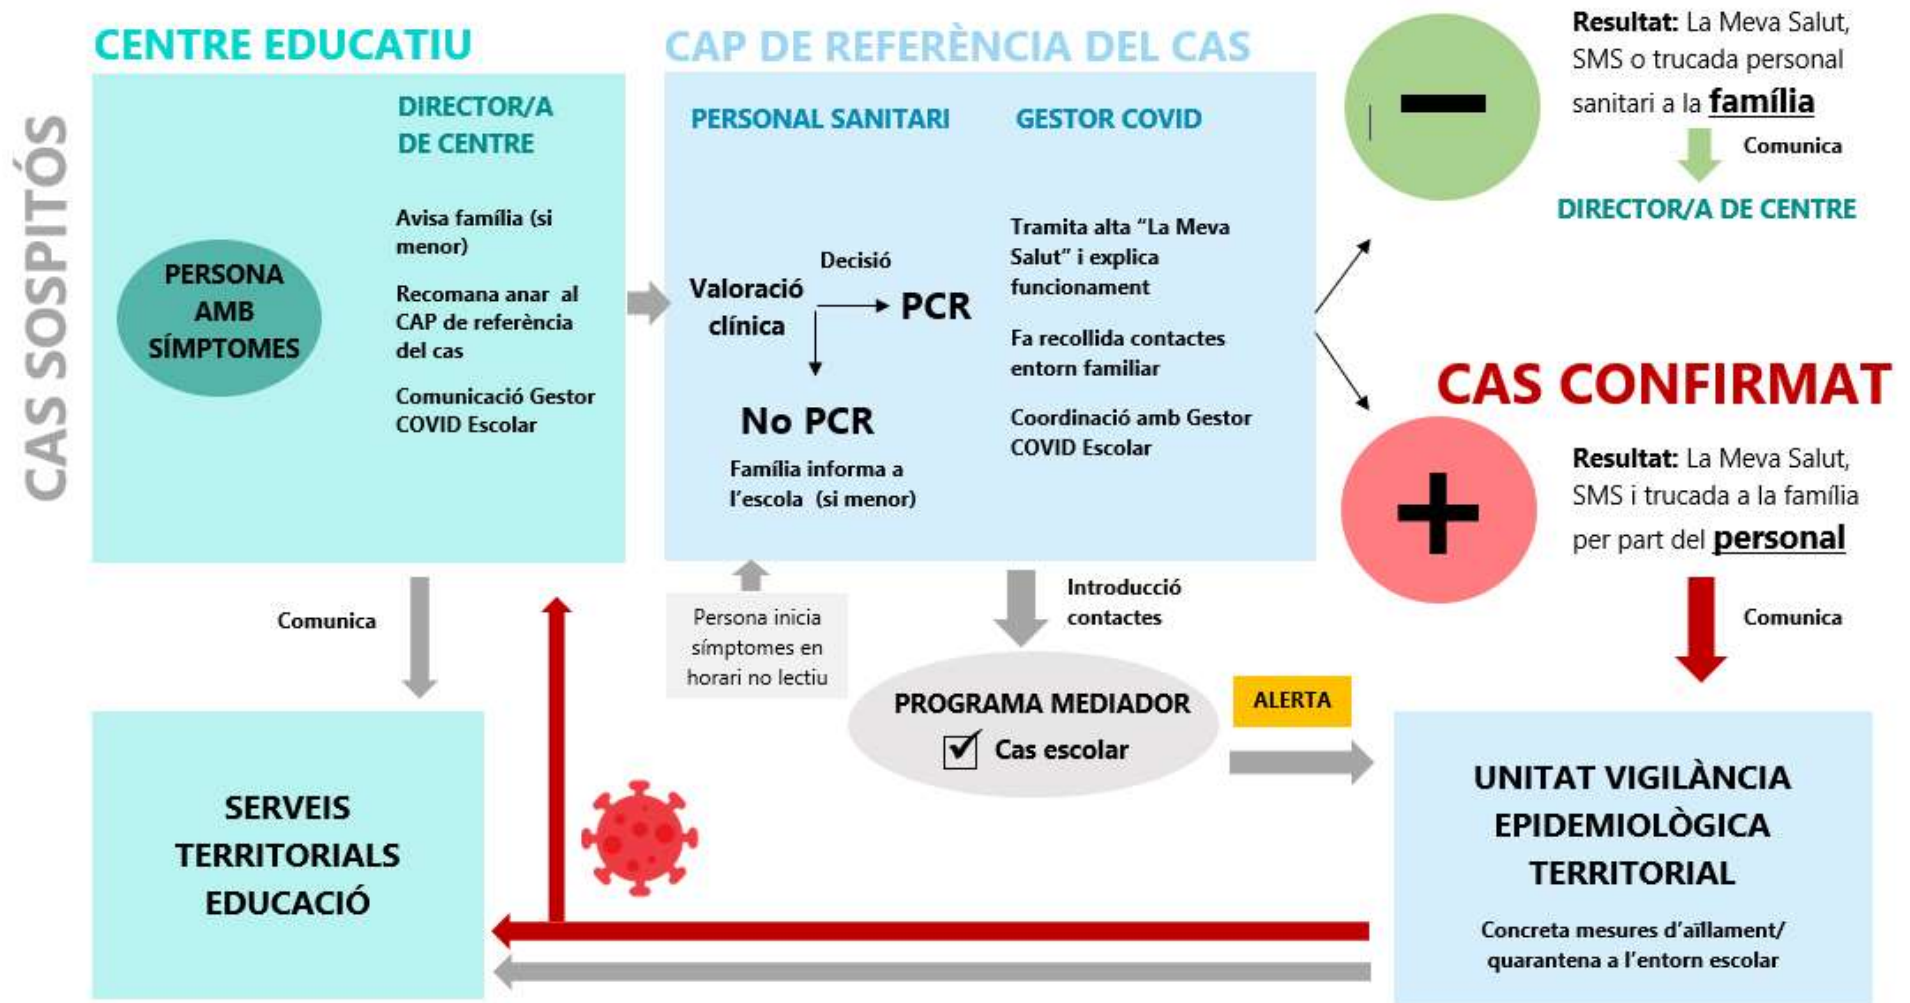 CAS SOSPITÓS
CENTRE EDUCATIU
PERSONA
AMB
SÍMPTOMES
DIRECTOR/A
DE CENTRE
Avisa família (si
menor)
Recomana anar al
CAP de referència
del cas
Comunicació Gestor
COVID Escolar
CAP DE REFERÈNCIA DEL CAS
PERSONAL SANITARI
Valoració
clínica
Decisió
PCR
No PCR
Família informa a
l'escola (si menor)
GESTOR COVID
Tramita alta "La Meva
Salut" i explica
funcionament
Fa recollida contactes
entorn familiar
Coordinació amb Gestor
COVID Escolar
Resultat: La Meva Salut,
SMS o trucada personal
sanitari a la família
Comunica
DIRECTOR/A DE CENTRE
CAS CONFIRMAT
Resultat: La Meva Salut,
SMS i trucada a la família
per part del personal
Comunica
Comunica
Persona inicia
símptomes en
horari no lectiu
Introducció
contactes
PROGRAMA MEDIADOR
Cas escolar
ALERTA
SERVEIS
TERRITORIALS
EDUCACIÓ
UNITAT VIGILÀNCIA
EPIDEMIOLÒGICA
TERRITORIAL
Concreta mesures d'aïllament/
quarantena a l'entorn escolar